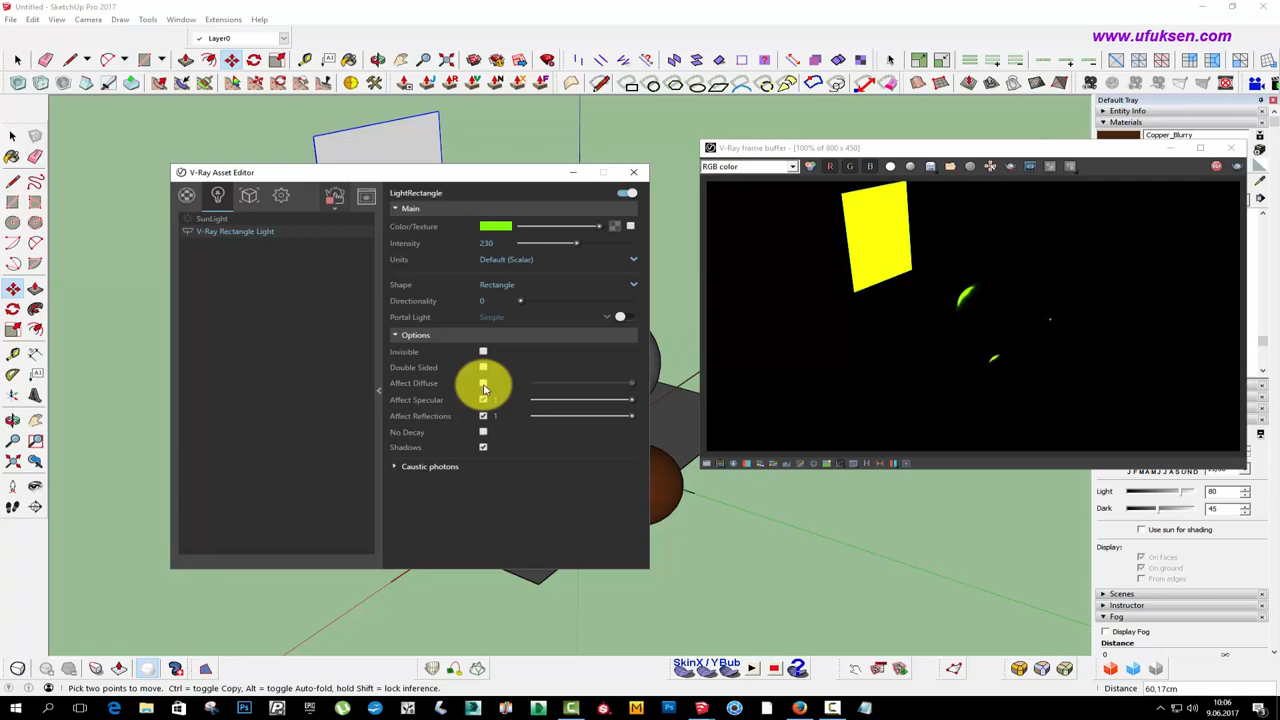 Untitled - SketchUp Pro 2017
File Edit View Camera Draw Tools Window Extensions Help
www.ufuksen.com
Layer0
Default Tray
Entity Info
Materials
Copper_Blurry
V-Ray Asset Editor
V-Ray frame buffer - [100% of 800 x 450]
RGB color
R G B
SunLight
V-Ray Rectangle Light
LightRectangle
Main
Color/Texture
Intensity 230
Units Default (Scalar)
Shape Rectangle
Directionality 0
Portal Light Simple
Options
Invisible
Double Sided
Affect Diffuse
Affect Specular 1
Affect Reflections 1
No Decay
Shadows
Caustic photons
J F M A M J J A S O N D
Light 80
Dark 45
Use sun for shading
Display:
On faces
On ground
From edges
Scenes
Instructor
Fog
Display Fog
Distance
0
SkinX / YBub
Pick two points to move. Ctrl = toggle Copy, Alt = toggle Auto-fold, hold Shift = lock inference.
Distance 60,17cm
10:06
9.06.2017